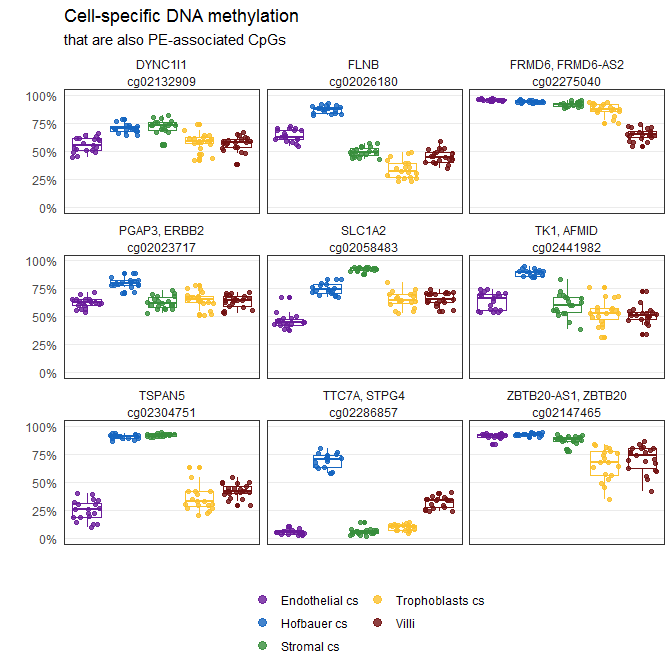 Cell-specific DNA methylation
that are also PE-associated CpGs
DYNC1I1
cg02132909
FLNB
cg02026180
FRMD6, FRMD6-AS2
cg02275040
100%
75%
50%
25%
0%
PGAP3, ERBB2
cg02023717
SLC1A2
cg02058483
TK1, AFMID
cg02441982
100%
75%
50%
25%
0%
TSPAN5
cg02304751
TTC7A, STPG4
cg02286857
ZBTB20-AS1, ZBTB20
cg02147465
100%
75%
50%
25%
0%
Endothelial cs
Hofbauer cs
Stromal cs
Trophoblasts cs
Villi